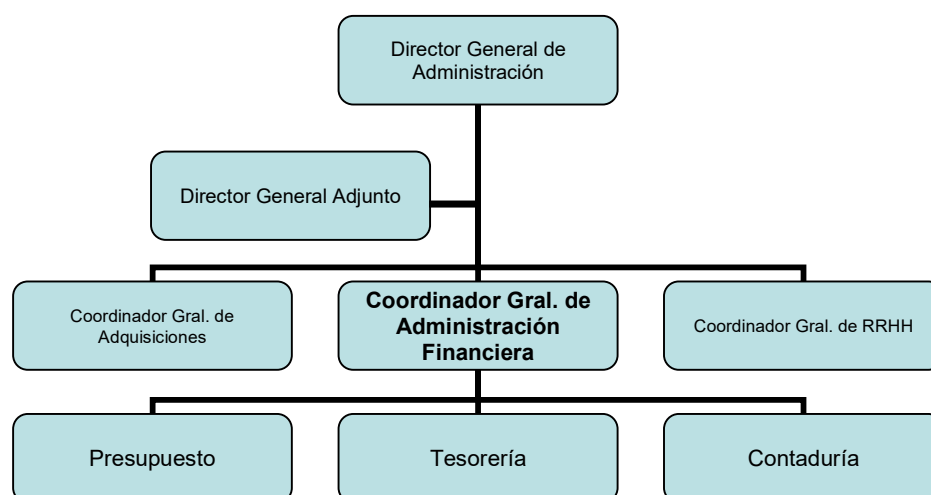 Director General de
Administración
Director General Adjunto
Coordinador Gral. de
Adquisiciones
Coordinador Gral. de
Administración
Financiera
Coordinador Gral. de RRHH
Presupuesto
Tesorería
Contaduría